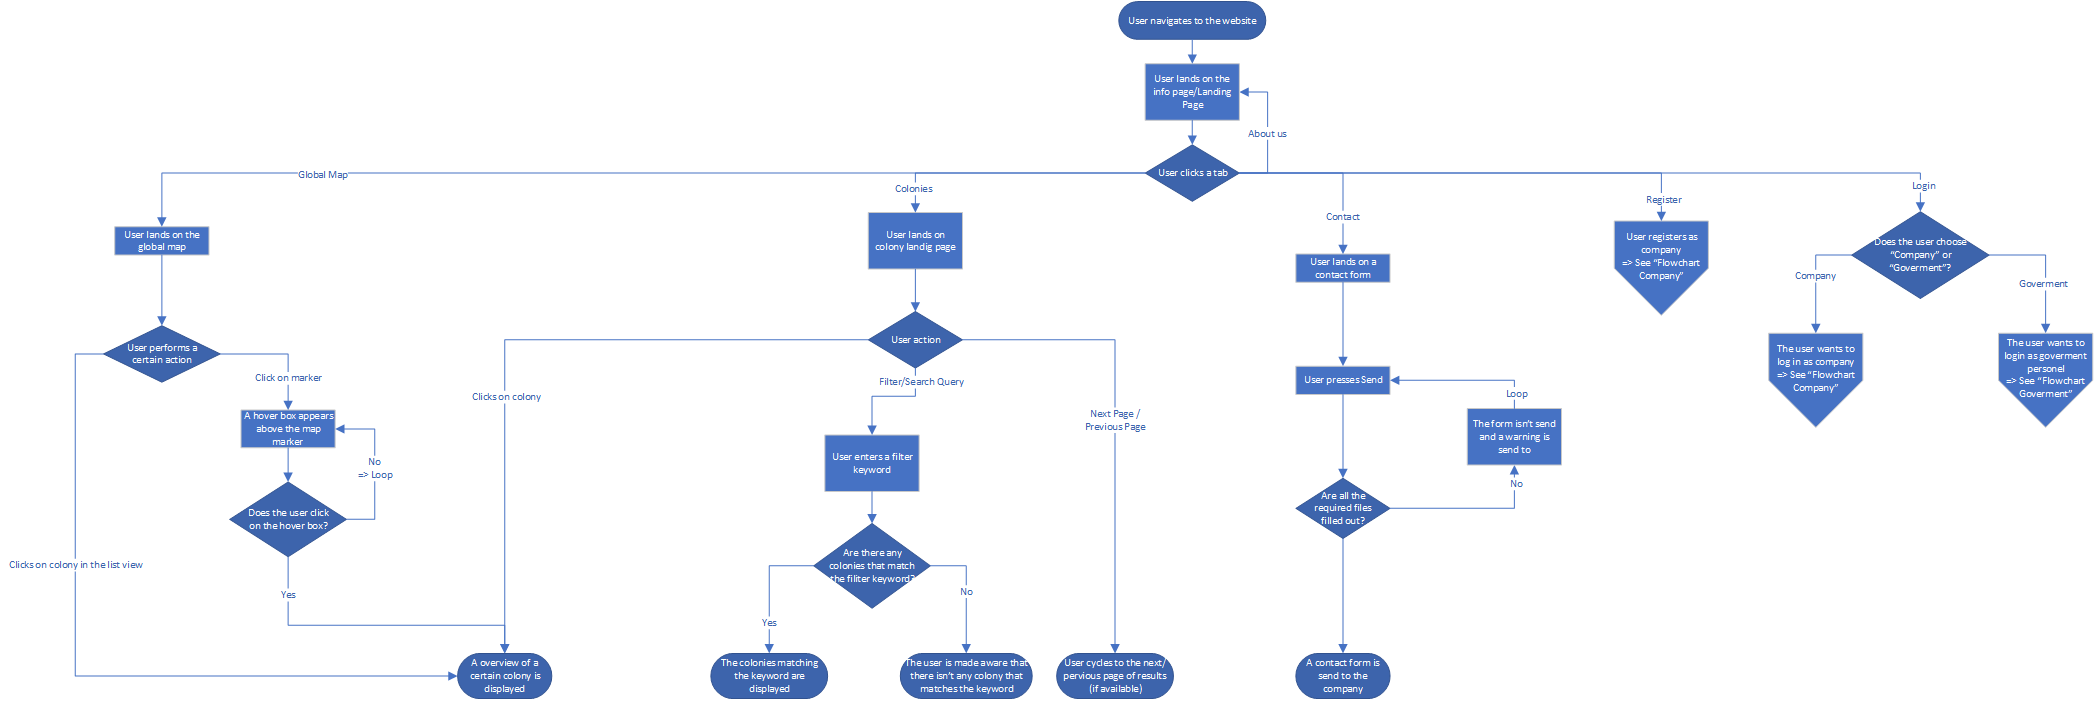 User navigates to the website
User lands on the
info page/Landing
Page
About us
User clicks a tab
Global Map
Colonies
Contact
Register
Login
User lands on the
global map
User lands on
colony landig page
User lands on a
contact form
User registers as
company
=> See “Flowchart
Company”
Does the user choose
“Company” or
“Goverment”?
Company
Goverment
User performs a
certain action
User action
The user wants to
log in as company
=> See “Flowchart
Company”
The user wants to
login as goverment
personel
=> See “Flowchart
Goverment”
Click on marker
Clicks on colony
Filter/Search Query
Next Page /
Previous Page
User presses Send
Loop
A hover box appears
above the map
marker
No
=> Loop
User enters a filter
keyword
The form isn’t send
and a warning is
send to
No
Does the user click
on the hover box?
Are all the
required files
filled out?
Clicks on colony in the list view
Yes
Are there any
colonies that match
the filiter keyword?
Yes
No
A overview of a
certain colony is
displayed
The colonies matching
the keyword are
displayed
The user is made aware that
there isn’t any colony that
matches the keyword
User cycles to the next/
pervious page of results
(if available)
A contact form is
send to the
company